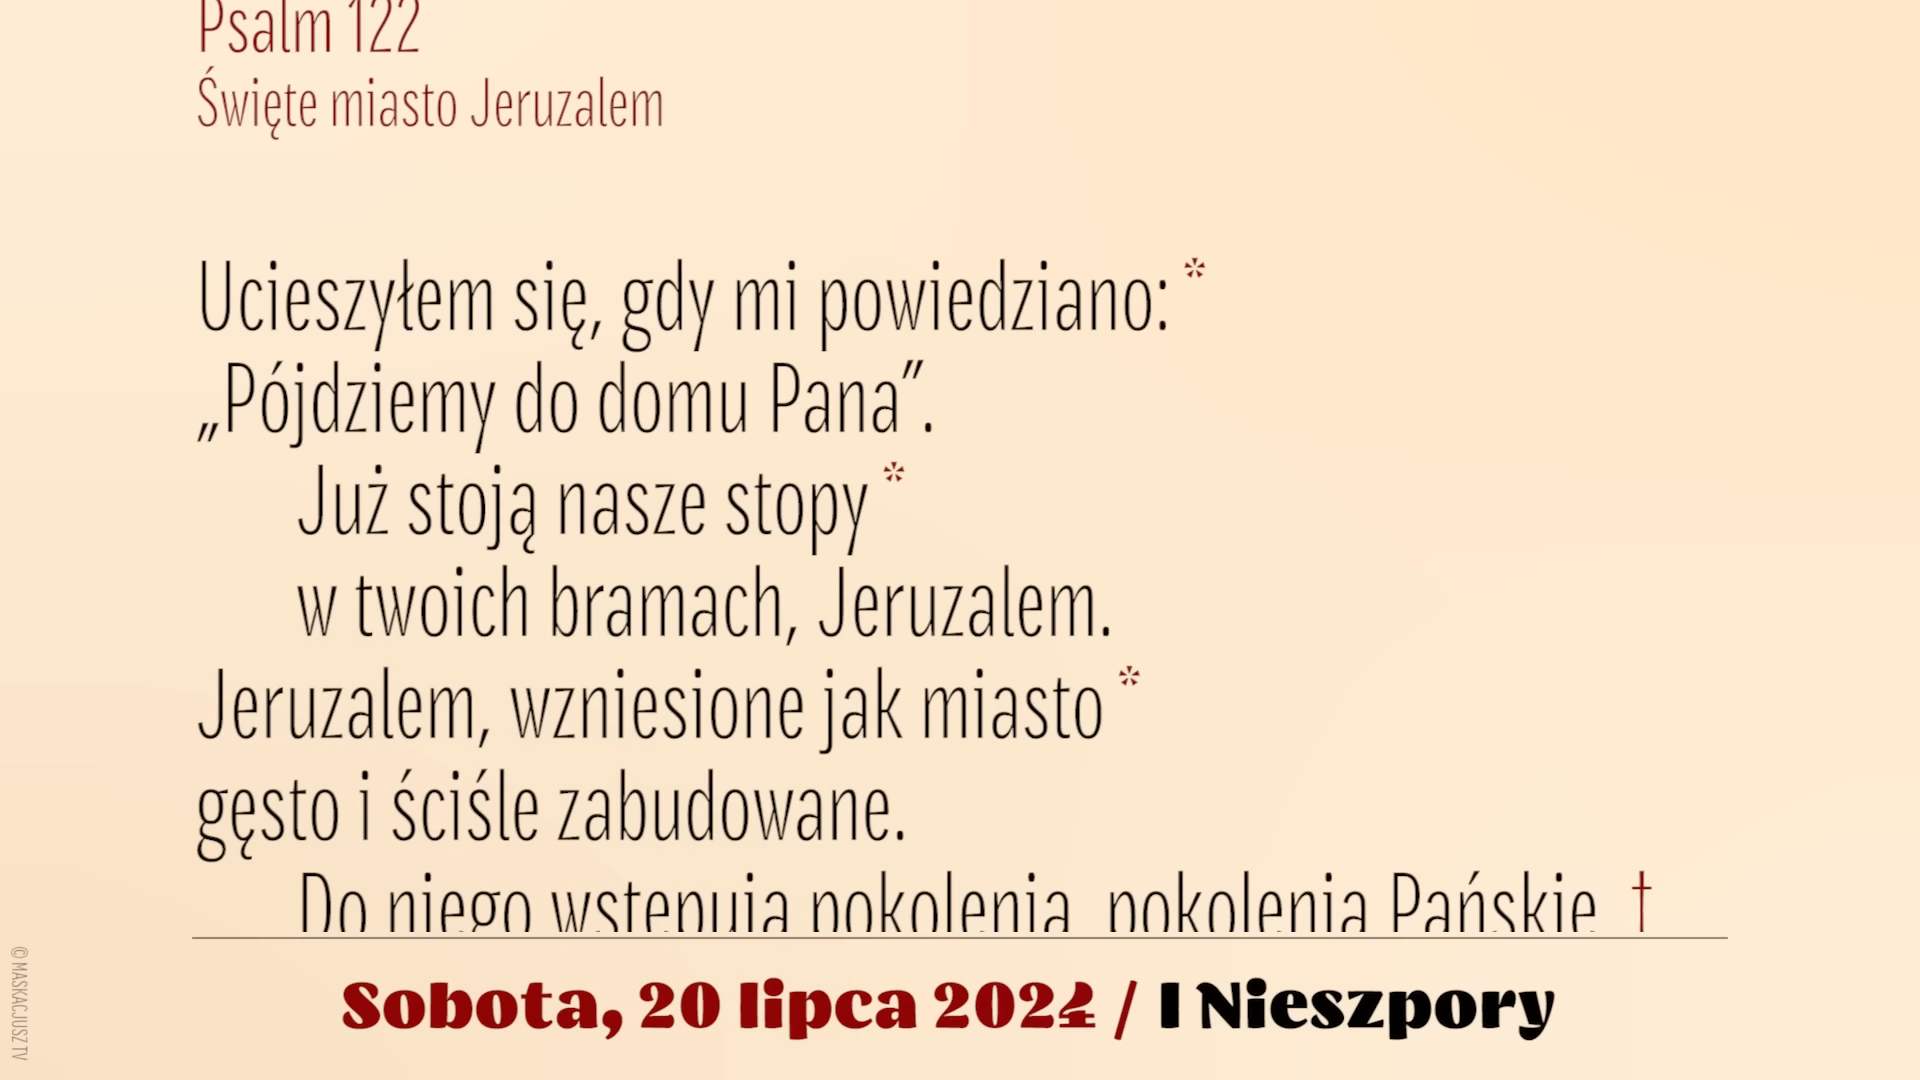 Psalm 122
Święte miasto Jeruzalem
Ucieszyłem się, gdy mi powiedziano: *
„Pójdziemy do domu Pana”.
Już stoją nasze stopy *
w twoich bramach, Jeruzalem.
Jeruzalem, wzniesione jak miasto *
gęsto i ściśle zabudowane.
Do niego wstępują pokolenia, pokolenia Pańskie, †
Sobota, 20 lipca 2024 / I Nieszpory
© MASKACJUSZ TV